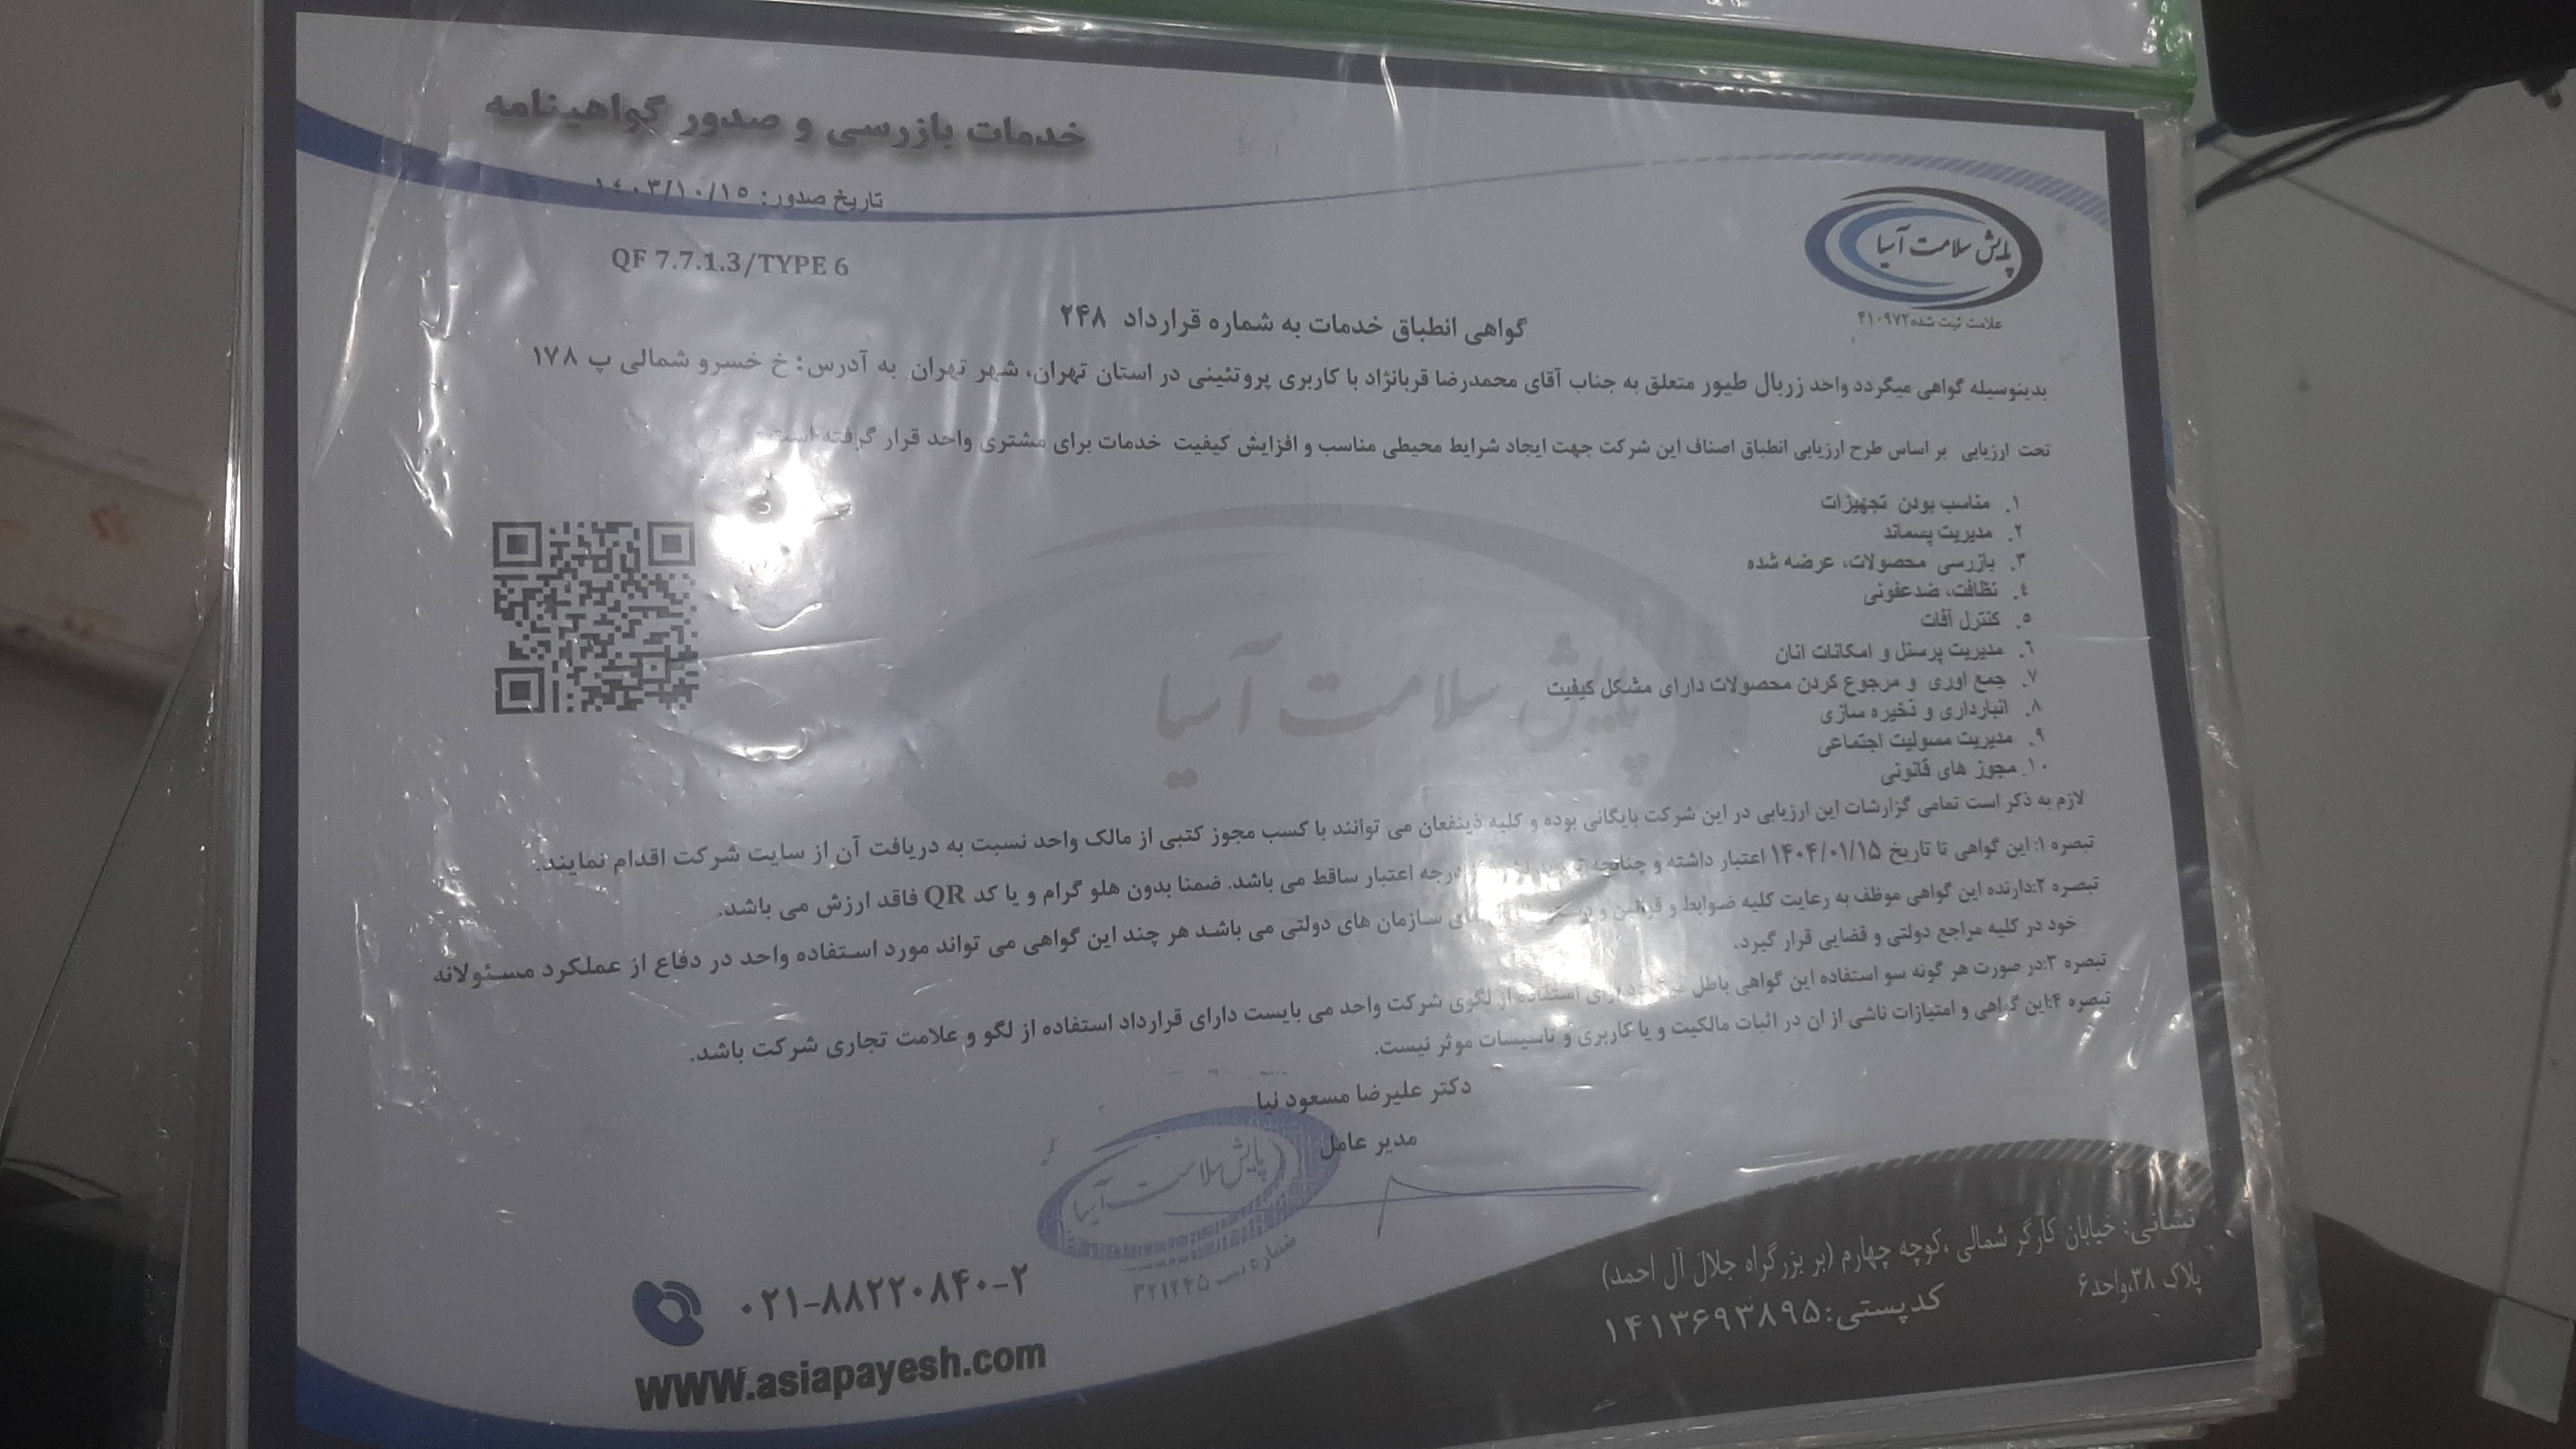 خدمات بازرسی و صدور گواهینامه
تاریخ صدور: ۱۴۰۳/۱۰/۱۵
QF 7.7.1.3/TYPE 6
پایش سلامت آسیا
علامت ثبت شده۴۱۰۹۷۲
گواهی انطباق خدمات به شماره قرارداد ۲۴۸
بدینوسیله گواهی میگردد واحد زربال طیور متعلق به جناب آقای محمدرضا قربانژاد با کاربری پروتئینی در استان تهران، شهر تهران به آدرس: خ خسرو شمالی پ ۱۷۸
تحت ارزیابی بر اساس طرح ارزیابی انطباق اصناف این شرکت جهت ایجاد شرایط محیطی مناسب و افزایش کیفیت خدمات برای مشتری واحد قرار گرفته است
۱. مناسب بودن تجهیزات
۲. مدیریت پسماند
۳. بازرسی محصولات، عرضه شده
۴. نظافت، ضدعفونی
۵. کنترل آفات
۶. مدیریت پرسنل و امکانات انان
۷. جمع اوری و مرجوع کردن محصولات دارای مشکل کیفیت
۸. انبارداری و ذخیره سازی
۹. مدیریت مسولیت اجتماعی
۱۰. مجوز های قانونی
پایش سلامت آسیا
لازم به ذکر است تمامی گزارشات این ارزیابی در این شرکت بایگانی بوده و کلیه ذینفعان می توانند با کسب مجوز کتبی از مالک واحد نسبت به دریافت آن از سایت شرکت اقدام نمایند.
تبصره ۱: این گواهی تا تاریخ ۱۴۰۴/۰۱/۱۵ اعتبار داشته و چنانچه درجه اعتبار ساقط می باشد. ضمنا بدون هلو گرام و یا کد QR فاقد ارزش می باشد.
تبصره ۲:دارنده این گواهی موظف به رعایت کلیه ضوابط و قوانین و سازمان های دولتی می باشد هر چند این گواهی می تواند مورد استفاده واحد در دفاع از عملکرد مسئولانه
خود در کلیه مراجع دولتی و قضایی قرار گیرد.
تبصره ۳:در صورت هر گونه سو استفاده این گواهی باطل برای استفاده از لگوی شرکت واحد می بایست دارای قرارداد استفاده از لگو و علامت تجاری شرکت باشد.
تبصره ۴:این گواهی و امتیازات ناشی از ان در اثبات مالکیت و یا کاربری و تاسیسات موثر نیست.
دکتر علیرضا مسعود نیا
مدیر عامل
پایش سلامت آسیا
۰۲۱-۸۸۲۲۰۸۴۰-۲
WWW.asiapayesh.com
نشانی: خیابان کارگر شمالی ،کوچه چهارم (بر بزرگراه جلال آل احمد)
پلاک ۳۸،واحد۶
کدپستی:۱۴۱۳۶۹۳۸۹۵